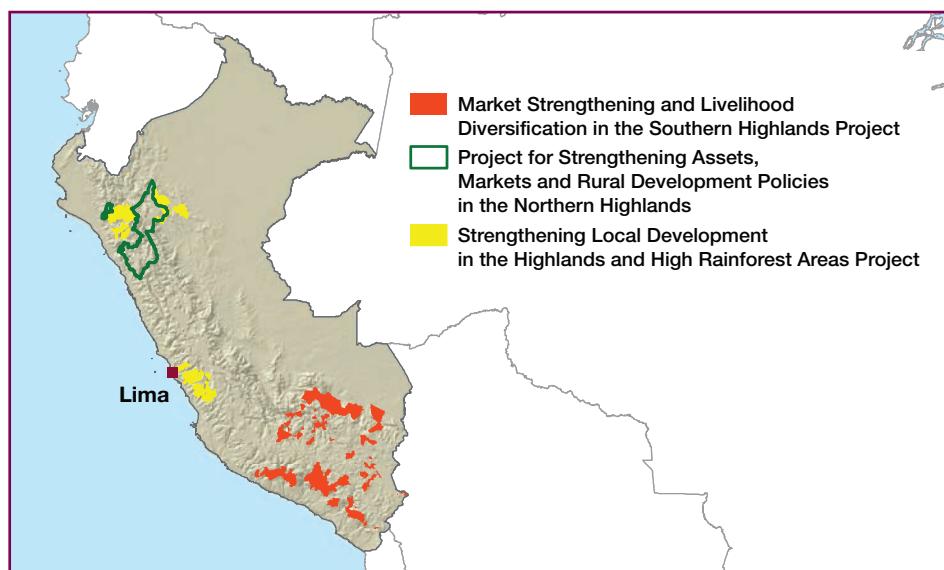 Market Strengthening and Livelihood
Diversification in the Southern Highlands Project
Project for Strengthening Assets,
Markets and Rural Development Policies
in the Northern Highlands
Strengthening Local Development
in the Highlands and High Rainforest Areas Project
Lima